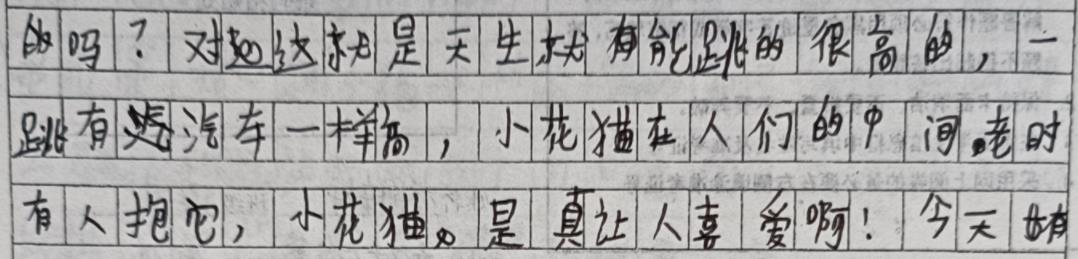 的吗？对她这就是天生就有能跳的很高的，一
跳有汽车一样高，小花猫在人们的中间老时
有人抱它，小花猫是真让人喜爱啊！今天